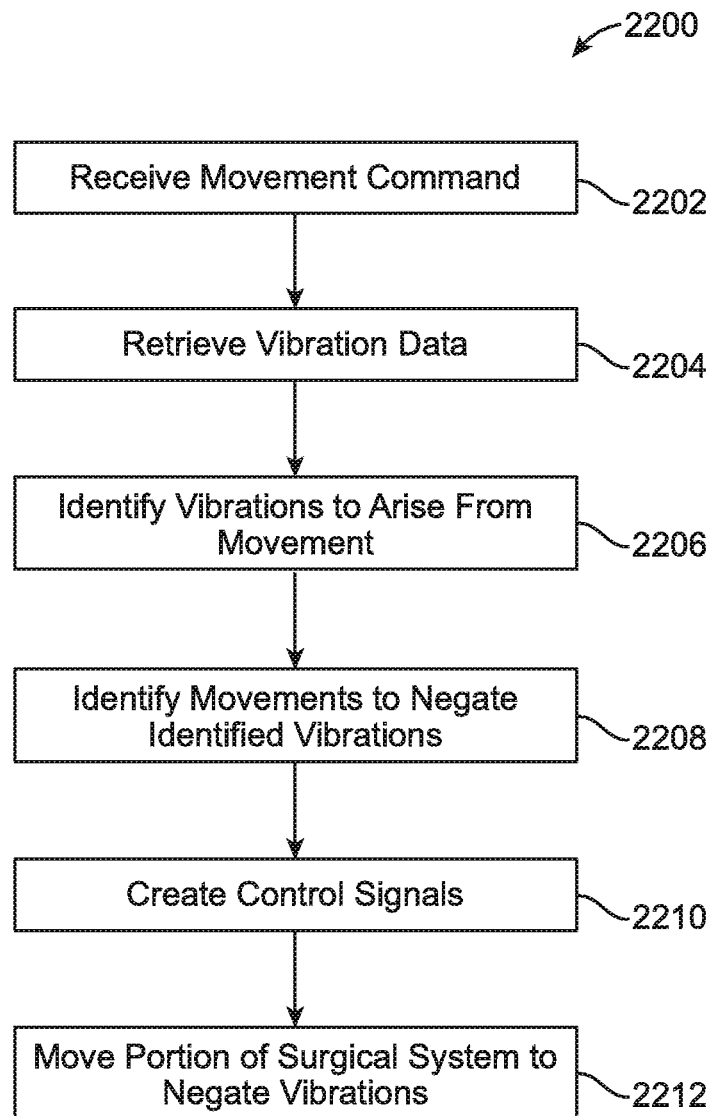 2200
Receive Movement Command
2202
Retrieve Vibration Data
2204
Identify Vibrations to Arise From
Movement
2206
Identify Movements to Negate
Identified Vibrations
2208
Create Control Signals
2210
Move Portion of Surgical System to
Negate Vibrations
2212